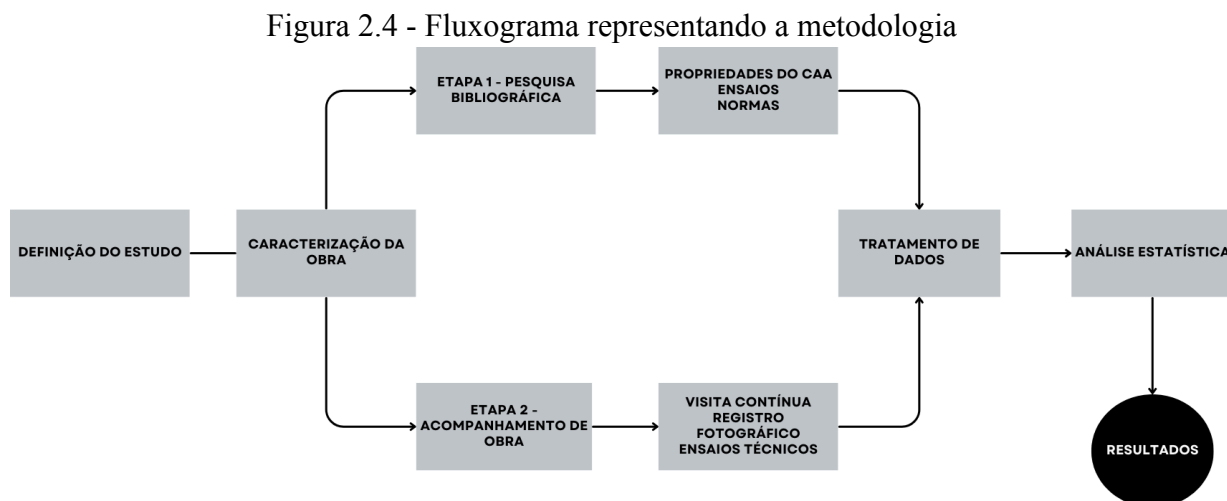 Figura 2.4 - Fluxograma representando a metodologia
ETAPA 1 - PESQUISA
BIBLIOGRÁFICA
PROPRIEDADES DO CAA
ENSAIOS
NORMAS
DEFINIÇÃO DO ESTUDO
CARACTERIZAÇÃO DA
OBRA
TRATAMENTO DE
DADOS
ANÁLISE ESTATÍSTICA
ETAPA 2 -
ACOMPANHAMENTO DE
OBRA
VISITA CONTÍNUA
REGISTRO
FOTOGRÁFICO
ENSAIOS TÉCNICOS
RESULTADOS